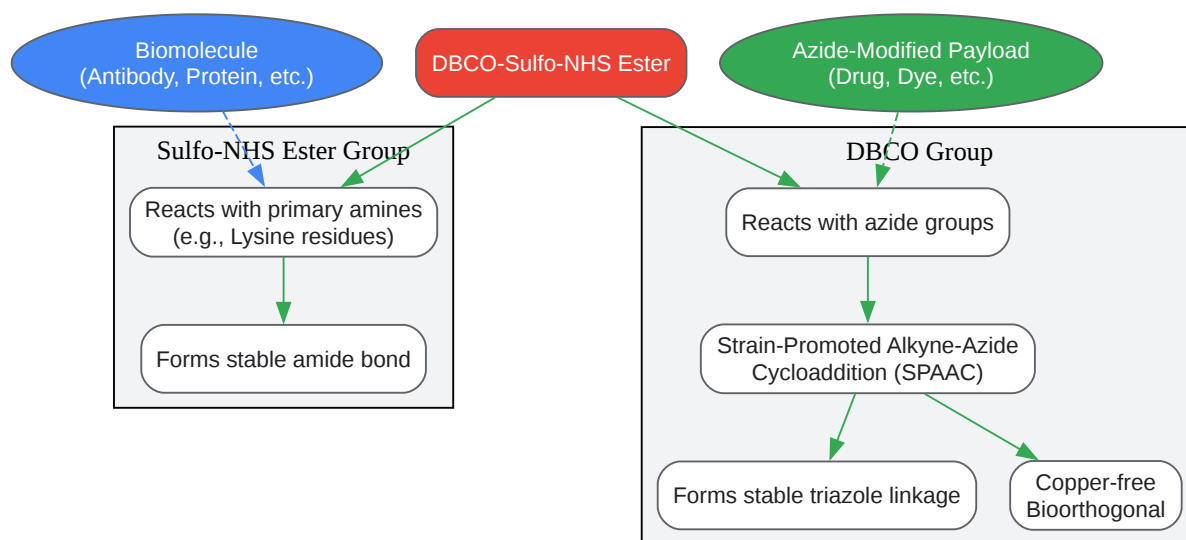 Biomolecule
(Antibody, Protein, etc.)
DBCO-Sulfo-NHS Ester
Azide-Modified Payload
(Drug, Dye, etc.)
Sulfo-NHS Ester Group
Reacts with primary amines
(e.g., Lysine residues)
Forms stable amide bond
DBCO Group
Reacts with azide groups
Strain-Promoted Alkyne-Azide
Cycloaddition (SPAAC)
Forms stable triazole linkage
Copper-free
Bioorthogonal